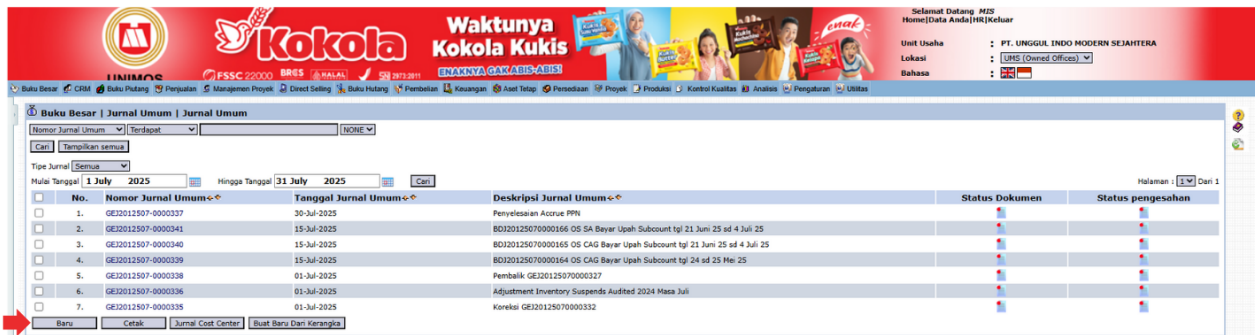 Selamat Datang MIS
Home|Data Anda|HR|Keluar
Unit Usaha : PT. UNGGUL INDO MODERN SEJAHTERA
Lokasi : UMS (Owned Offices)
Bahasa :
UNIMOS
Kokola
FSSC 22000 BRCS HALAL SNI 2973:2011
Waktunya
Kokola Kukis
ENAKNYA GAK ABIS-ABIS!
enak
Buku Besar CRM Buku Piutang Penjualan Manajemen Proyek Direct Selling Buku Hutang Pembelian Keuangan Aset Tetap Persediaan Proyek Produksi Kontrol Kualitas Analisis Pengaturan Utilitas
Buku Besar | Jurnal Umum | Jurnal Umum
Nomor Jurnal Umum Terdapat NONE
Cari Tampilkan semua
Tipe Jurnal Semua
Mulai Tanggal 1 July 2025 Hingga Tanggal 31 July 2025 Cari Halaman : 1 Dari 1
No. Nomor Jurnal Umum Tanggal Jurnal Umum Deskripsi Jurnal Umum Status Dokumen Status pengesahan
1. GEJ2012507-0000337 30-Jul-2025 Penyelesaian Accrue PPN
2. GEJ2012507-0000341 15-Jul-2025 BDJ20125070000166 OS SA Bayar Upah Subcount tgl 21 Juni 25 sd 4 Juli 25
3. GEJ2012507-0000340 15-Jul-2025 BDJ20125070000165 OS CAG Bayar Upah Subcount tgl 21 Juni 25 sd 4 Juli 25
4. GEJ2012507-0000339 15-Jul-2025 BDJ20125070000164 OS CAG Bayar Upah Subcount tgl 24 sd 25 Mei 25
5. GEJ2012507-0000338 01-Jul-2025 Pembalik GEJ20125070000327
6. GEJ2012507-0000336 01-Jul-2025 Adjustment Inventory Suspends Audited 2024 Masa Juli
7. GEJ2012507-0000335 01-Jul-2025 Koreksi GEJ20125070000332
Baru Cetak Jurnal Cost Center Buat Baru Dari Kerangka